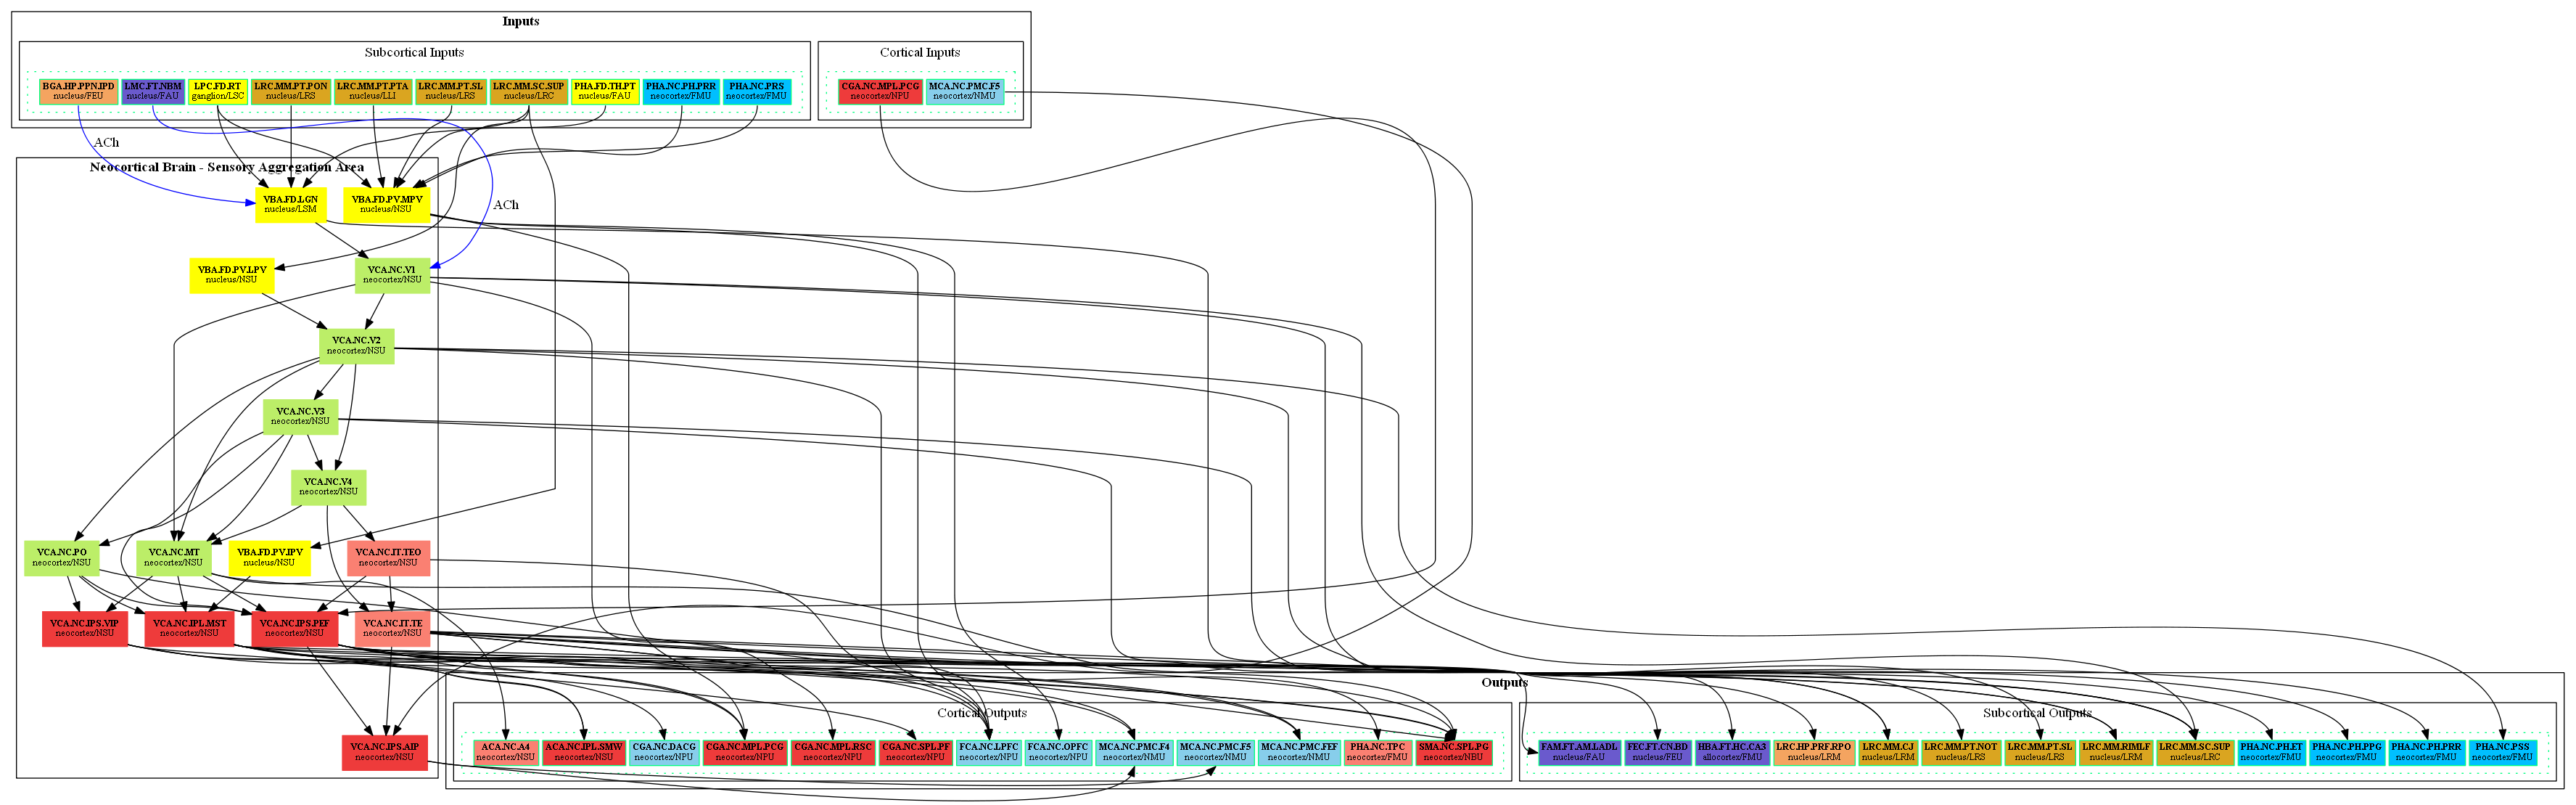 Inputs
Subcortical Inputs
Cortical Inputs
BGA.HP.PPN.IPD
nucleus/FEU
LMC.FT.NBM
nucleus/FAU
LPC.FD.RT
ganglion/LSC
LRC.MM.PT.PON
nucleus/LRS
LRC.MM.PT.PTA
nucleus/LLI
LRC.MM.PT.SL
nucleus/LRS
LRC.MM.SC.SUP
nucleus/LRC
PHA.FD.TH.PT
nucleus/FAU
PHA.NC.PH.PRR
neocortex/FMU
PHA.NC.PRS
neocortex/FMU
CGA.NC.MPL.PCG
neocortex/NPU
MCA.NC.PMC.F5
neocortex/NMU
ACh
Neocortical Brain - Sensory Aggregation Area
VBA.FD.LGN
nucleus/LSM
VBA.FD.PV.MPV
nucleus/NSU
ACh
VBA.FD.PV.LPV
nucleus/NSU
VCA.NC.V1
neocortex/NSU
VCA.NC.V2
neocortex/NSU
VCA.NC.V3
neocortex/NSU
VCA.NC.V4
neocortex/NSU
VCA.NC.PO
neocortex/NSU
VCA.NC.MT
neocortex/NSU
VBA.FD.PV.IPV
nucleus/NSU
VCA.NC.IT.TEO
neocortex/NSU
VCA.NC.IPS.VIP
neocortex/NSU
VCA.NC.IPL.MST
neocortex/NSU
VCA.NC.IPS.PEF
neocortex/NSU
VCA.NC.IT.TE
neocortex/NSU
VCA.NC.IPS.AIP
neocortex/NSU
Outputs
Cortical Outputs
Subcortical Outputs
ACA.NC.A4
neocortex/NSU
ACA.NC.IPL.SMW
neocortex/NSU
CGA.NC.DACG
neocortex/NPU
CGA.NC.MPL.PCG
neocortex/NPU
CGA.NC.MPL.RSC
neocortex/NPU
CGA.NC.SPL.PF
neocortex/NPU
FCA.NC.LPFC
neocortex/NPU
FCA.NC.OPFC
neocortex/NPU
MCA.NC.PMC.F4
neocortex/NMU
MCA.NC.PMC.F5
neocortex/NMU
MCA.NC.PMC.FEF
neocortex/NMU
PHA.NC.TPC
neocortex/FMU
SMA.NC.SPL.PG
neocortex/NBU
FAM.FT.AM.LADL
nucleus/FAU
FEC.FT.CN.BD
nucleus/FEU
HBA.FT.HC.CA3
allocortex/FMU
LRC.HP.PRF.RPO
nucleus/LRM
LRC.MM.CJ
nucleus/LRM
LRC.MM.PT.NOT
nucleus/LRS
LRC.MM.PT.SL
nucleus/LRS
LRC.MM.RIMLF
nucleus/LRM
LRC.MM.SC.SUP
nucleus/LRC
PHA.NC.PH.ET
neocortex/FMU
PHA.NC.PH.PPG
neocortex/FMU
PHA.NC.PH.PRR
neocortex/FMU
PHA.NC.PSS
neocortex/FMU